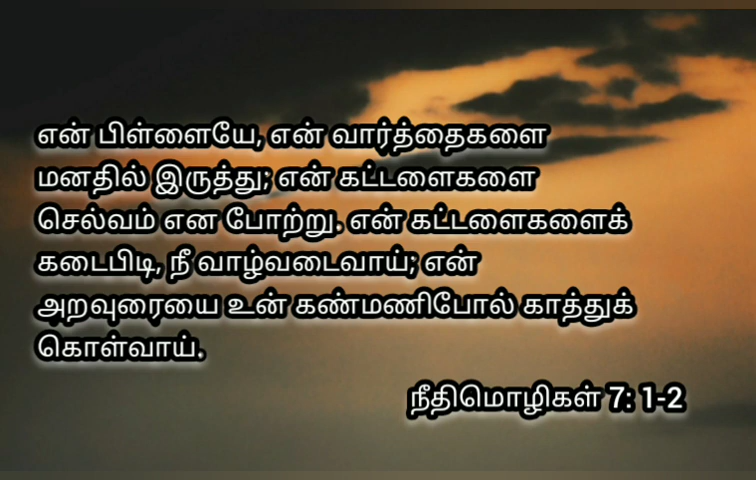 என் பிள்ளையே, என் வார்த்தைகளை
மனதில் இருத்து; என் கட்டளைகளை
செல்வம் என போற்று. என் கட்டளைகளைக்
கடைபிடி, நீ வாழ்வடைவாய்; என்
அறவுரையை உன் கண்மணிபோல் காத்துக்
கொள்வாய்.
நீதிமொழிகள் 7: 1-2